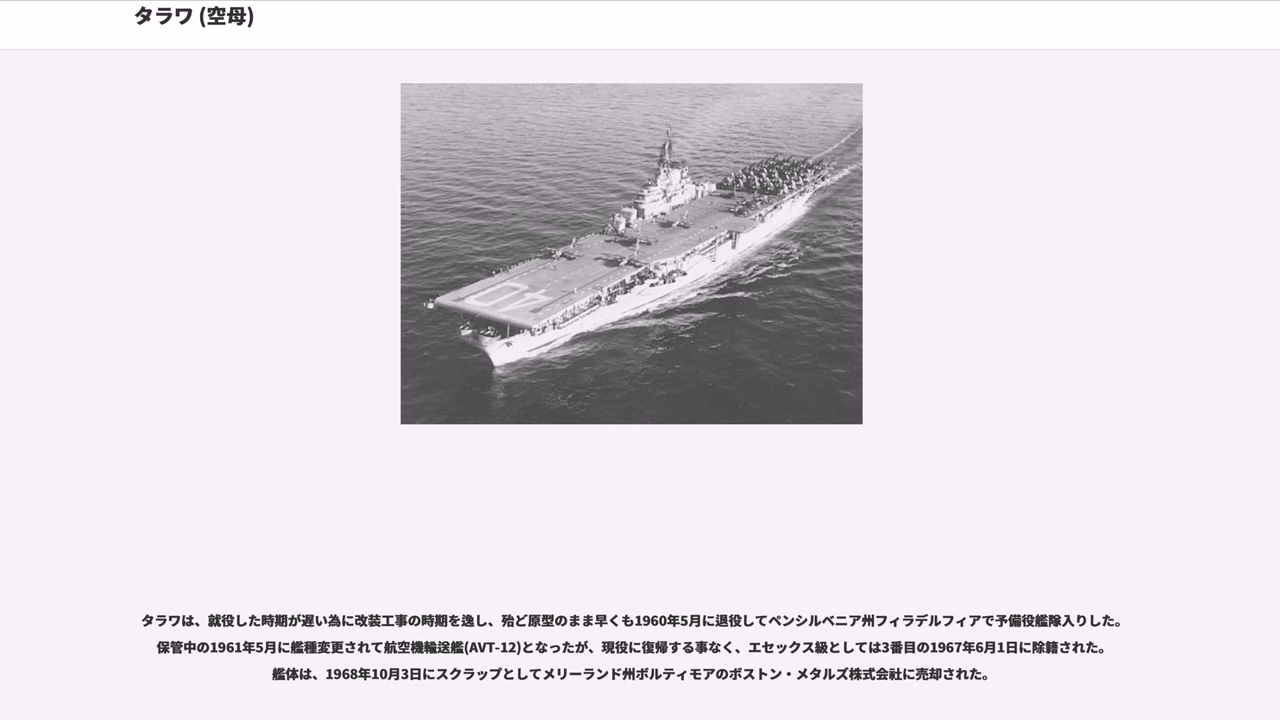 タラワ (空母)
40
タラワは、就役した時期が遅い為に改装工事の時期を逸し、殆ど原型のまま早くも1960年5月に退役してペンシルベニア州フィラデルフィアで予備役艦隊入りした。
保管中の1961年5月に艦種変更されて航空機輸送艦(AVT-12)となったが、現役に復帰する事なく、エセックス級としては3番目の1967年6月1日に除籍された。
艦体は、1968年10月3日にスクラップとしてメリーランド州ボルティモアのボストン・メタルズ株式会社に売却された。